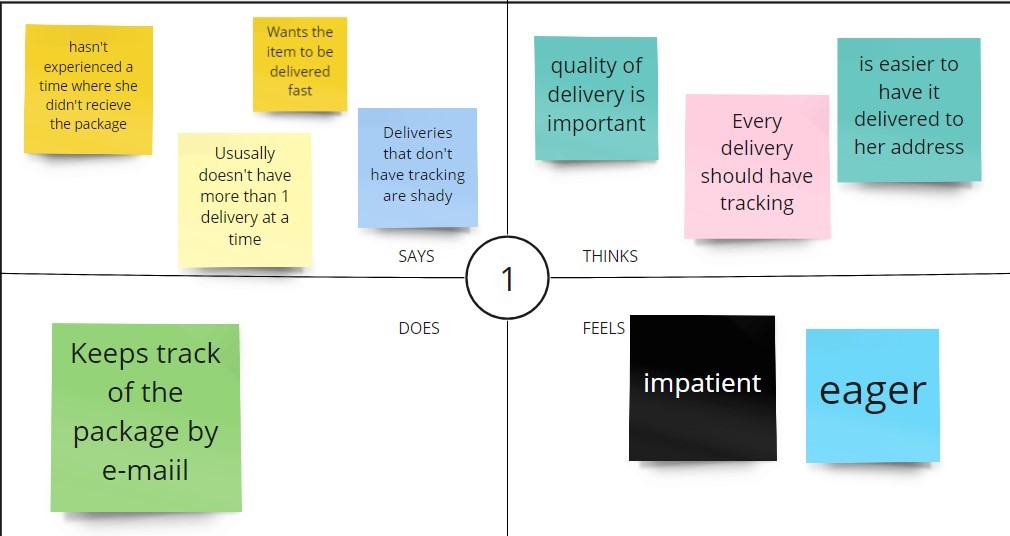 hasn't
experienced a
time where she
didn't recieve
the package
Wants the
item to be
delivered
fast
Ususally
doesn't have
more than 1
delivery at a
time
Deliveries
that don't
have tracking
are shady
SAYS
quality of
delivery is
important
Every
delivery
should have
tracking
is easier to
have it
delivered to
her address
THINKS
1
DOES
Keeps track
of the
package by
e-maiil
FEELS
impatient
eager